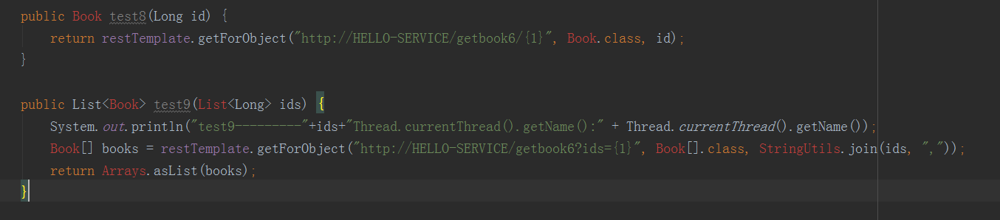 public Book test8(Long id) {
    return restTemplate.getForObject("http://HELLO-SERVICE/getbook6/{1}", Book.class, id);
}
public List<Book> test9(List<Long> ids) {
    System.out.println("test9---------"+ids+"Thread.currentThread().getName():" + Thread.currentThread().getName());
    Book[] books = restTemplate.getForObject("http://HELLO-SERVICE/getbook6?ids={1}", Book[].class, StringUtils.join(ids, ","));
    return Arrays.asList(books);
}